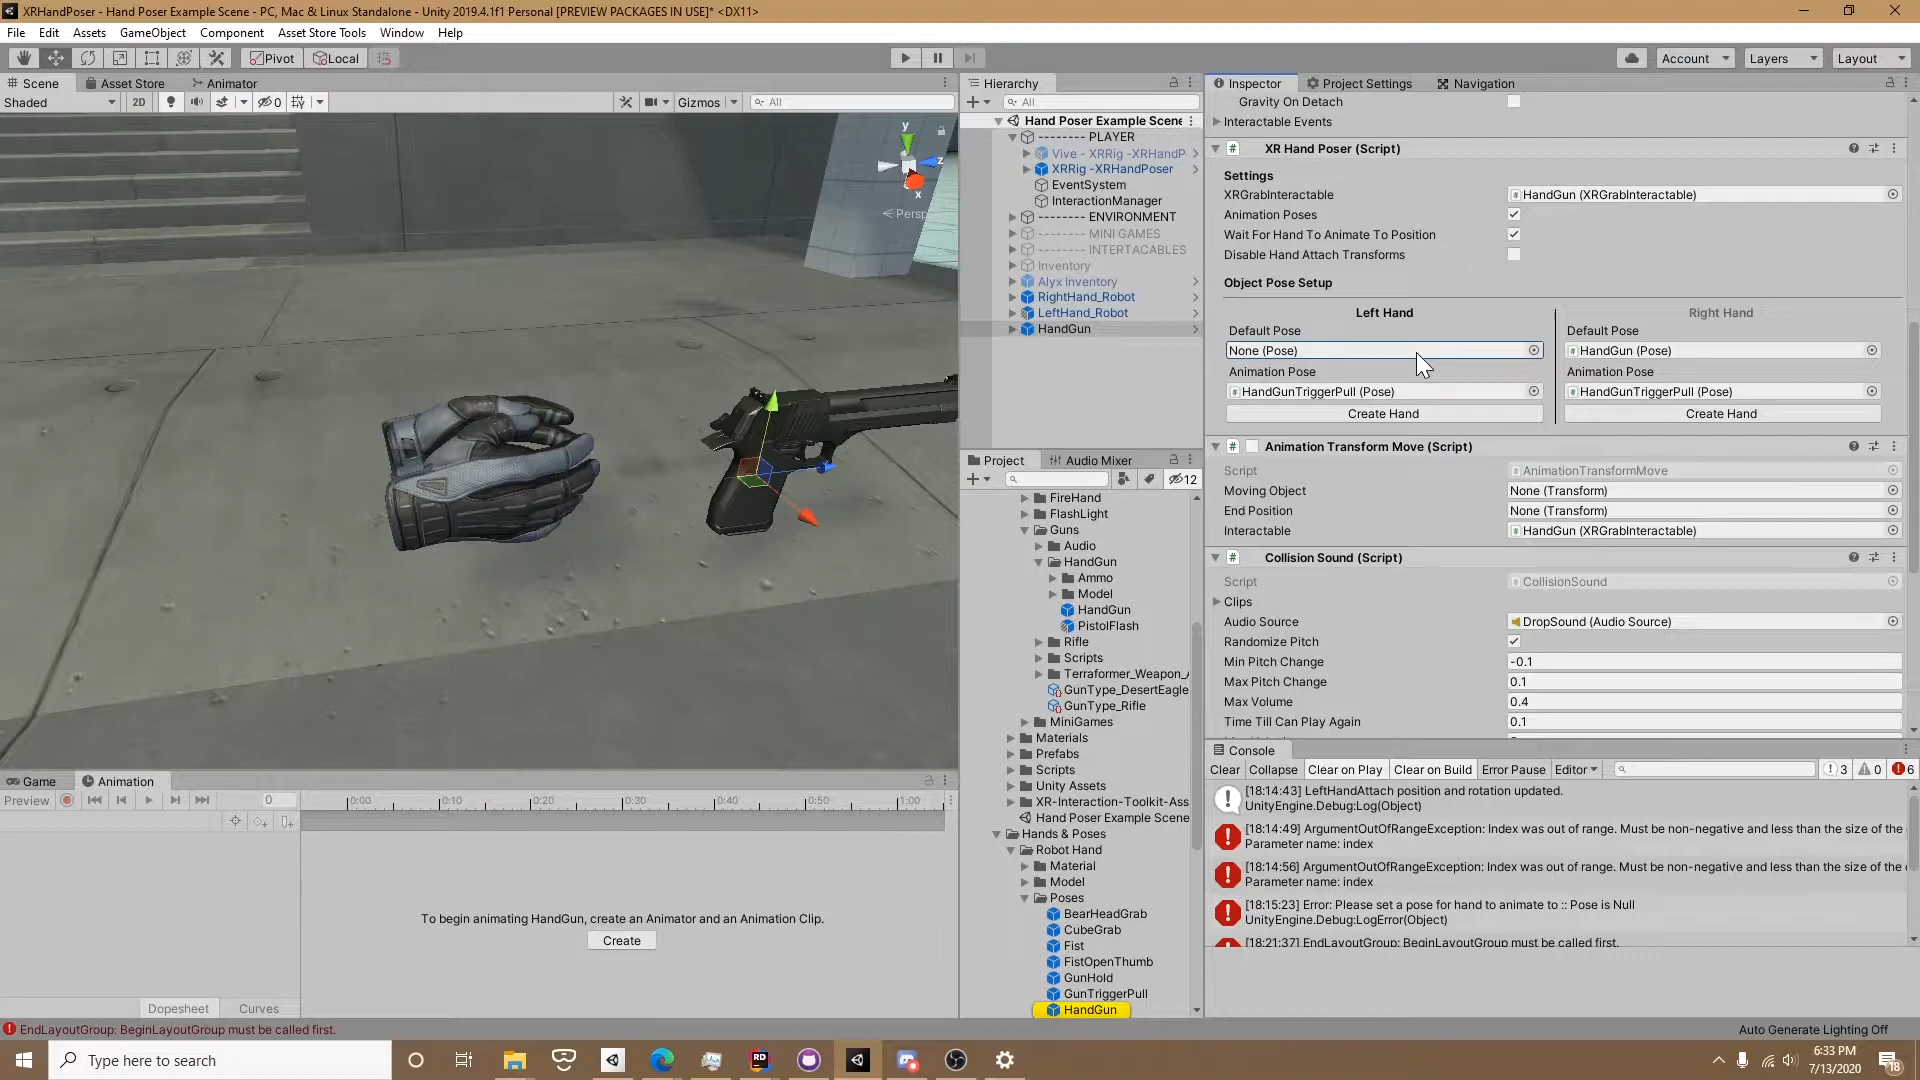 XRHandPoser - Hand Poser Example Scene - PC, Mac & Linux Standalone - Unity 2019.4.1f1 Personal [PREVIEW PACKAGES IN USE]* <DX11>
File Edit Assets GameObject Component Asset Store Tools Window Help
Pivot Local Account Layers Layout
Scene Asset Store Animator
Shaded 2D 0 Gizmos All
y
z
x
Persp
Hierarchy
All
Hand Poser Example Scene
-------- PLAYER
Vive - XRRig -XRHandP
XRRig -XRHandPoser
EventSystem
InteractionManager
-------- ENVIRONMENT
-------- MINI GAMES
-------- INTERTACABLES
Inventory
Alyx Inventory
RightHand_Robot
LeftHand_Robot
HandGun
Project Audio Mixer
12
FireHand
FlashLight
Guns
Audio
HandGun
Ammo
Model
HandGun
PistolFlash
Rifle
Scripts
Terraformer_Weapon_
GunType_DesertEagle
GunType_Rifle
MiniGames
Materials
Prefabs
Scripts
Unity Assets
XR-Interaction-Toolkit-Ass
Hand Poser Example Scene
Hands & Poses
Robot Hand
Material
Model
Poses
BearHeadGrab
CubeGrab
Fist
FistOpenThumb
GunHold
GunTriggerPull
HandGun
Inspector Project Settings Navigation
Gravity On Detach
Interactable Events
# XR Hand Poser (Script)
Settings
XRGrabInteractable HandGun (XRGrabInteractable)
Animation Poses
Wait For Hand To Animate To Position
Disable Hand Attach Transforms
Object Pose Setup
Left Hand Right Hand
Default Pose Default Pose
None (Pose) HandGun (Pose)
Animation Pose Animation Pose
HandGunTriggerPull (Pose) HandGunTriggerPull (Pose)
Create Hand Create Hand
# Animation Transform Move (Script)
Script AnimationTransformMove
Moving Object None (Transform)
End Position None (Transform)
Interactable HandGun (XRGrabInteractable)
# Collision Sound (Script)
Script CollisionSound
Clips
Audio Source DropSound (Audio Source)
Randomize Pitch
Min Pitch Change -0.1
Max Pitch Change 0.1
Max Volume 0.4
Time Till Can Play Again 0.1
Console
Clear Collapse Clear on Play Clear on Build Error Pause Editor 3 0 6
[18:14:43] LeftHandAttach position and rotation updated.
UnityEngine.Debug:Log(Object)
[18:14:49] ArgumentOutOfRangeException: Index was out of range. Must be non-negative and less than the size of the
Parameter name: index
[18:14:56] ArgumentOutOfRangeException: Index was out of range. Must be non-negative and less than the size of the
Parameter name: index
[18:15:23] Error: Please set a pose for hand to animate to :: Pose is Null
UnityEngine.Debug:LogError(Object)
[18:21:37] EndLayoutGroup: BeginLayoutGroup must be called first.
Game Animation
Preview 0 0:00 0:10 0:20 0:30 0:40 0:50 1:00
To begin animating HandGun, create an Animator and an Animation Clip.
Create
Dopesheet Curves
EndLayoutGroup: BeginLayoutGroup must be called first.
Auto Generate Lighting Off
Type here to search
RD
6:33 PM
7/13/2020
18